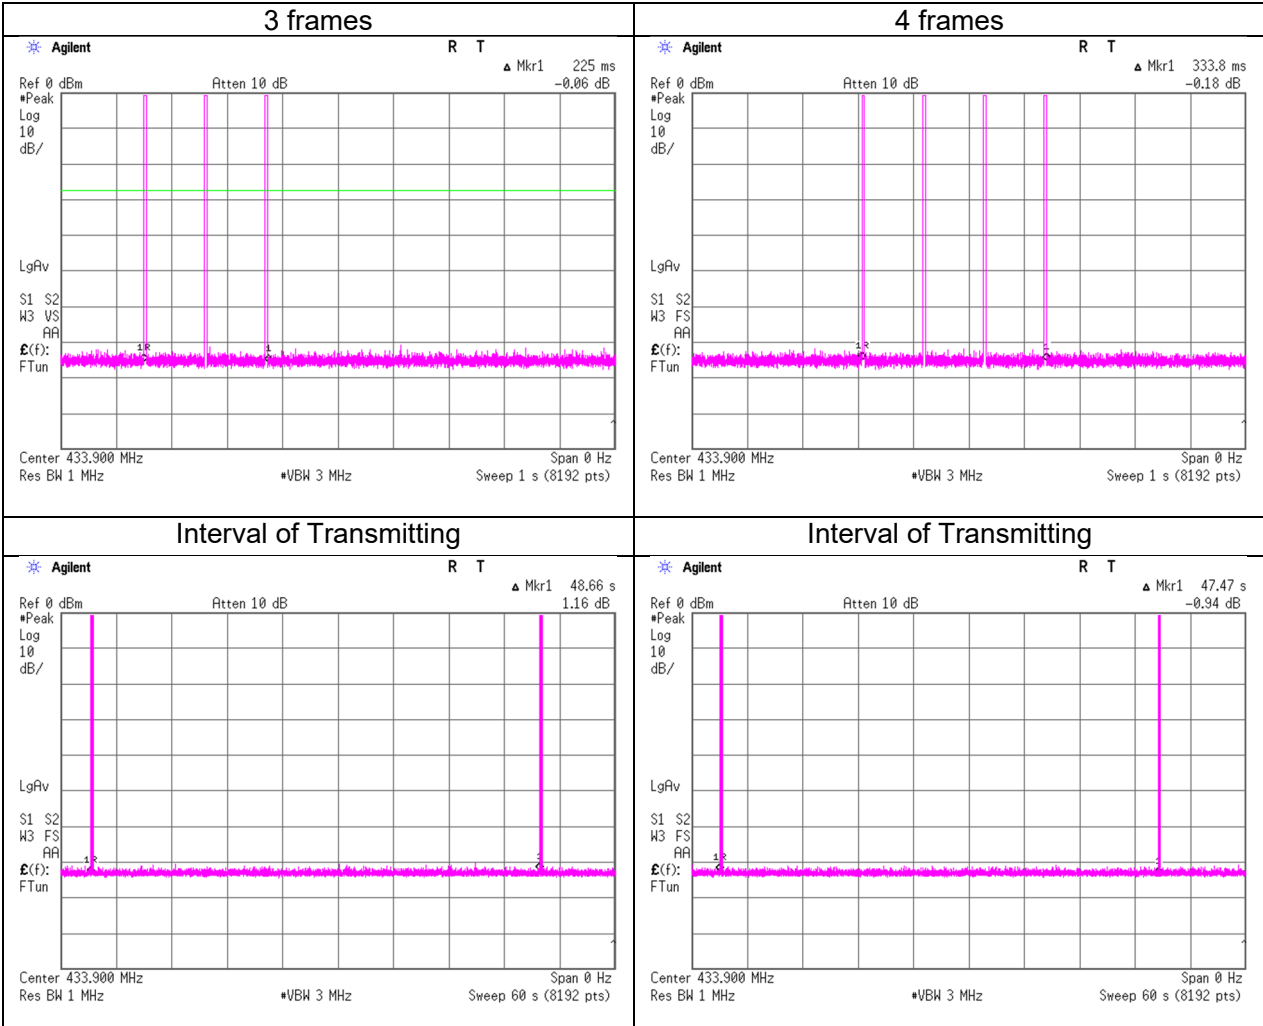 3 frames
Agilent R T
Δ Mkr1 225 ms
Ref 0 dBm Atten 10 dB -0.06 dB
#Peak
Log
10
dB/
LgAv
S1 S2
W3 VS
AA
£(f):
FTun
1R 1
Center 433.900 MHz Span 0 Hz
Res BW 1 MHz #VBW 3 MHz Sweep 1 s (8192 pts)
4 frames
Agilent R T
Δ Mkr1 333.8 ms
Ref 0 dBm Atten 10 dB -0.18 dB
#Peak
Log
10
dB/
LgAv
S1 S2
W3 FS
AA
£(f):
FTun
1R 1
Center 433.900 MHz Span 0 Hz
Res BW 1 MHz #VBW 3 MHz Sweep 1 s (8192 pts)
Interval of Transmitting
Agilent R T
Δ Mkr1 48.66 s
Ref 0 dBm Atten 10 dB 1.16 dB
#Peak
Log
10
dB/
LgAv
S1 S2
W3 FS
AA
£(f):
FTun
1R 1
Center 433.900 MHz Span 0 Hz
Res BW 1 MHz #VBW 3 MHz Sweep 60 s (8192 pts)
Interval of Transmitting
Agilent R T
Δ Mkr1 47.47 s
Ref 0 dBm Atten 10 dB -0.94 dB
#Peak
Log
10
dB/
LgAv
S1 S2
W3 FS
AA
£(f):
FTun
1R 1
Center 433.900 MHz Span 0 Hz
Res BW 1 MHz #VBW 3 MHz Sweep 60 s (8192 pts)